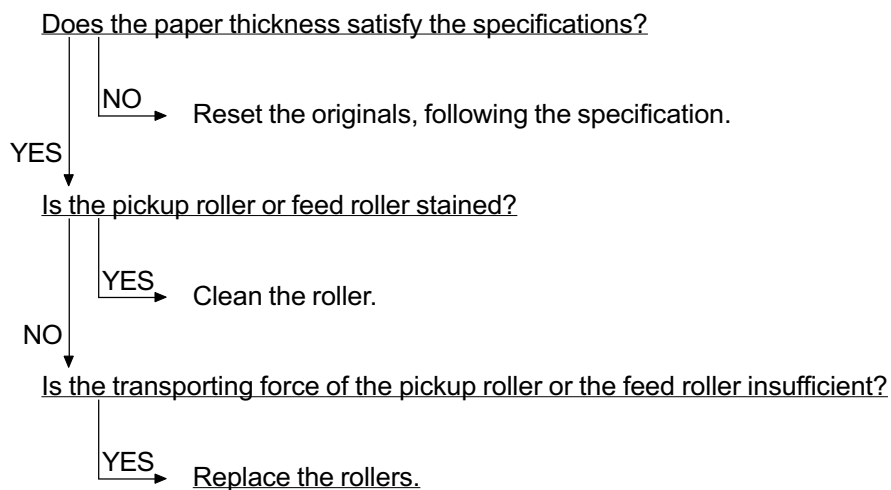 Does the paper thickness satisfy the specifications?
NO
Reset the originals, following the specification.
YES
Is the pickup roller or feed roller stained?
YES
Clean the roller.
NO
Is the transporting force of the pickup roller or the feed roller insufficient?
YES
Replace the rollers.